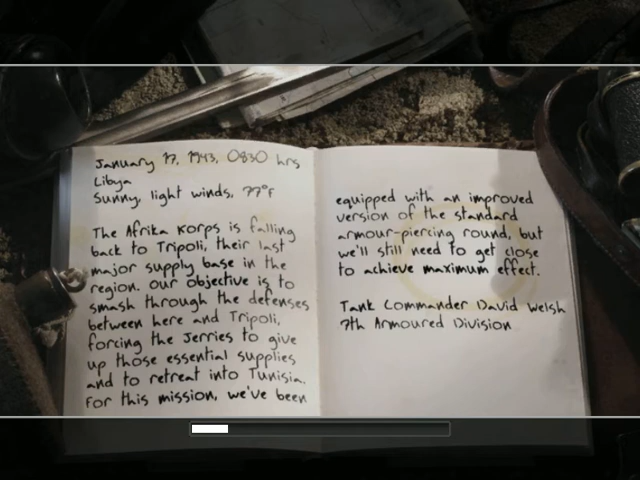 January 17, 1943, 0830 hrs
Libya
Sunny, light winds, 77°F
The Afrika Korps is falling
back to Tripoli, their last
major supply base in the
region. Our objective is to
smash through the defenses
between here and Tripoli,
forcing the Jerries to give
up those essential supplies
and to retreat into Tunisia.
For this mission, we've been
equipped with an improved
version of the standard
armour-piercing round, but
we'll still need to get close
to achieve maximum effect.
Tank Commander David Welsh
7th Armoured Division